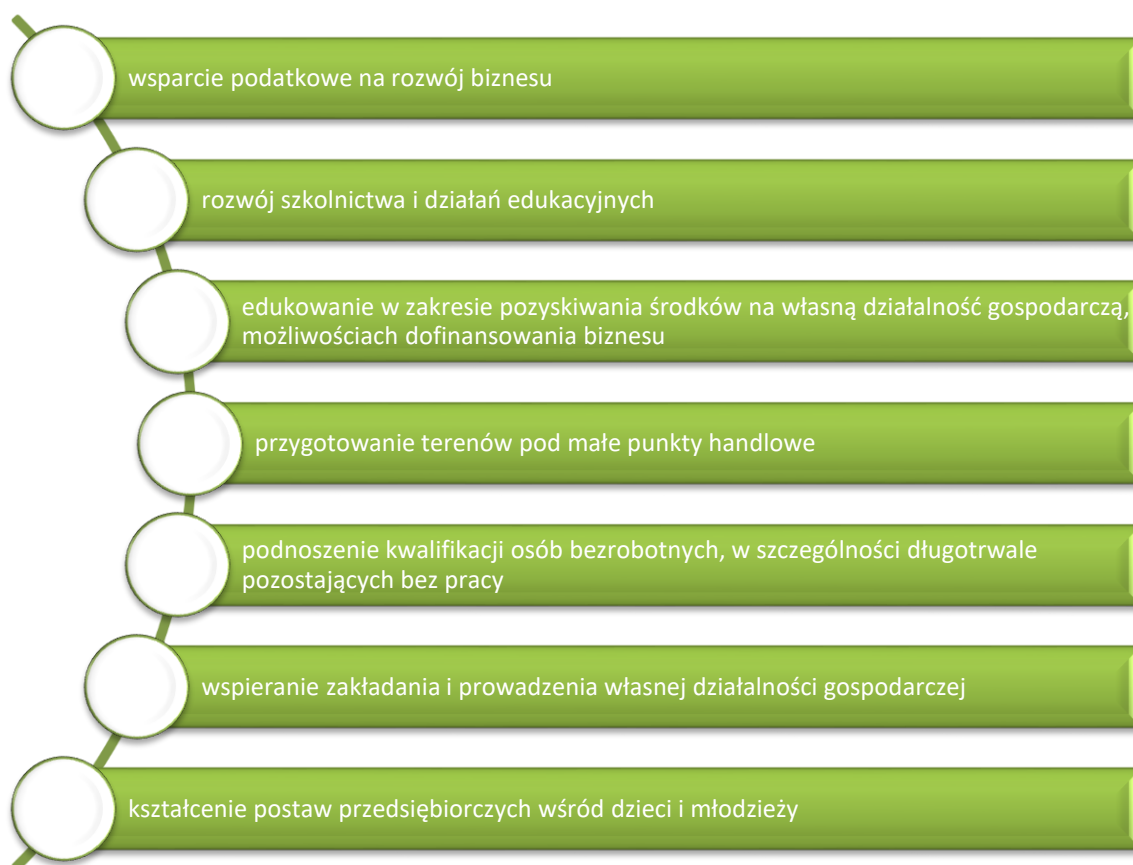 wsparcie podatkowe na rozwój biznesu
rozwój szkolnictwa i działań edukacyjnych
edukowanie w zakresie pozyskiwania środków na własną działalność gospodarczą,
możliwościach dofinansowania biznesu
przygotowanie terenów pod małe punkty handlowe
podnoszenie kwalifikacji osób bezrobotnych, w szczególności długotrwale
pozostających bez pracy
wspieranie zakładania i prowadzenia własnej działalności gospodarczej
kształcenie postaw przedsiębiorczych wśród dzieci i młodzieży